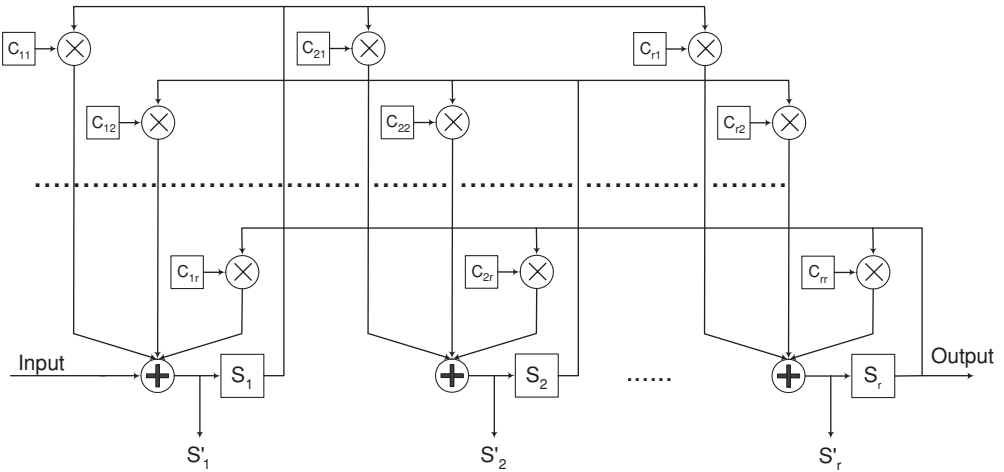 C₁₁ C₂₁ Cᵣ₁
C₁₂ C₂₂ Cᵣ₂
C₁ᵣ C₂ᵣ Cᵣᵣ
Input S₁ S₂ ...... Sᵣ Output
S'₁ S'₂ S'ᵣ